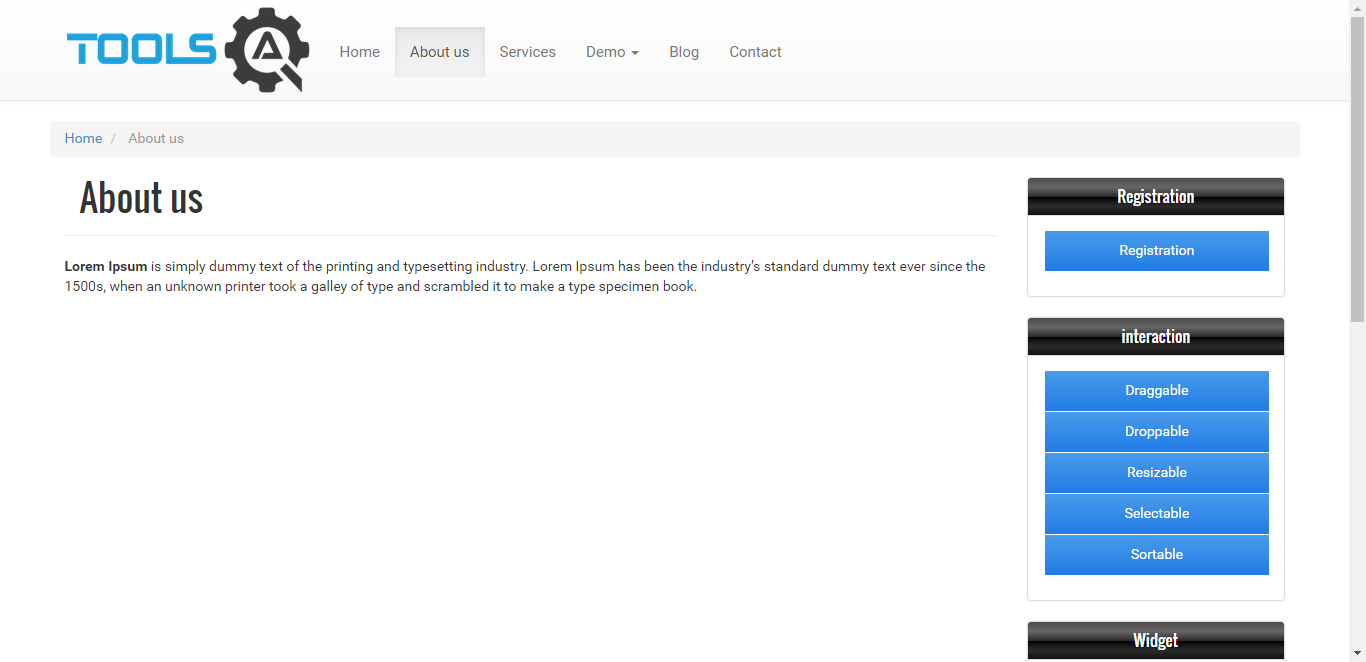 TOOLS QA
Home About us Services Demo Blog Contact
Home / About us
About us
Lorem Ipsum is simply dummy text of the printing and typesetting industry. Lorem Ipsum has been the industry’s standard dummy text ever since the
1500s, when an unknown printer took a galley of type and scrambled it to make a type specimen book.
Registration
Registration
interaction
Draggable
Droppable
Resizable
Selectable
Sortable
Widget